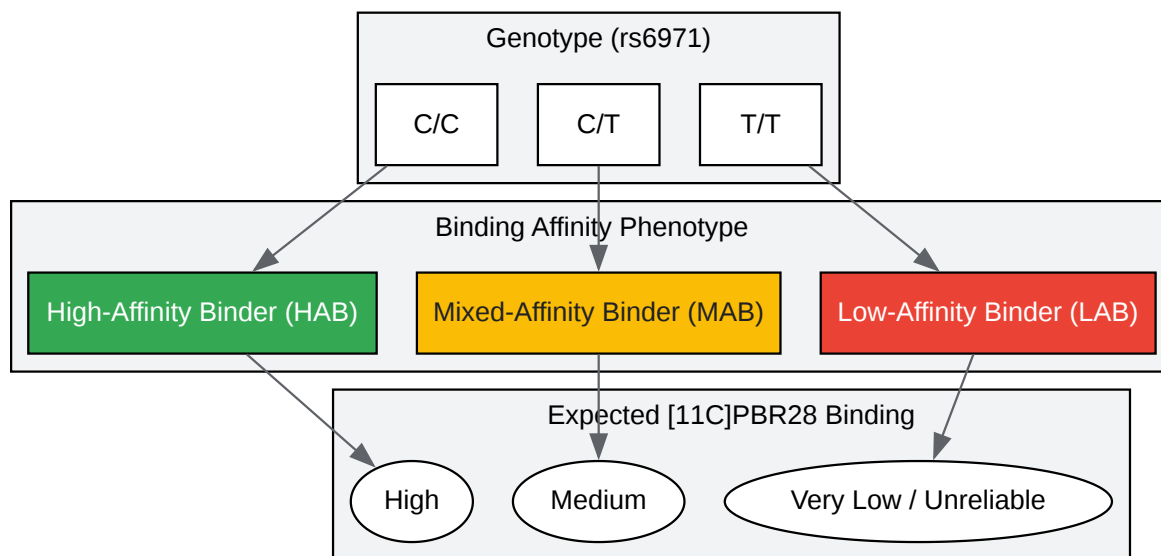 Genotype (rs6971)
C/C
C/T
T/T
Binding Affinity Phenotype
High-Affinity Binder (HAB)
Mixed-Affinity Binder (MAB)
Low-Affinity Binder (LAB)
Expected [11C]PBR28 Binding
High
Medium
Very Low / Unreliable